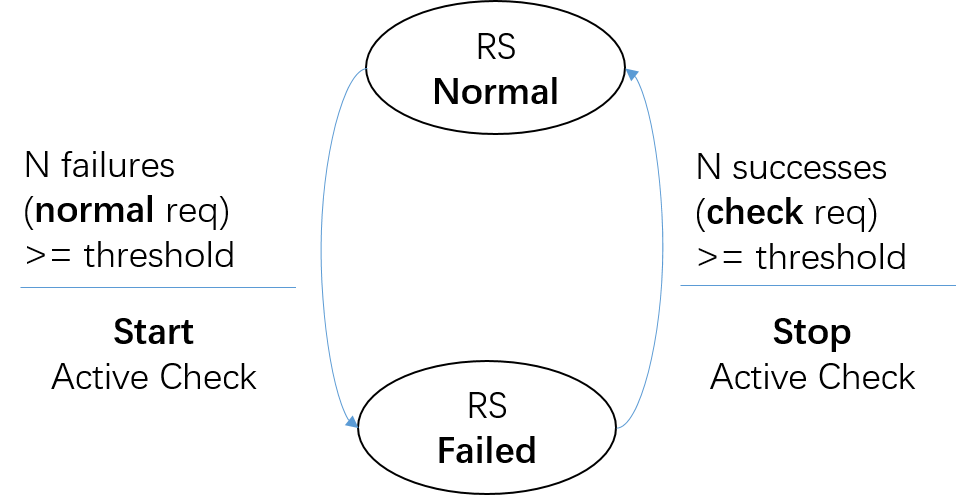 RS
Normal
N failures
(normal req)
>= threshold
Start
Active Check
N successes
(check req)
>= threshold
Stop
Active Check
RS
Failed